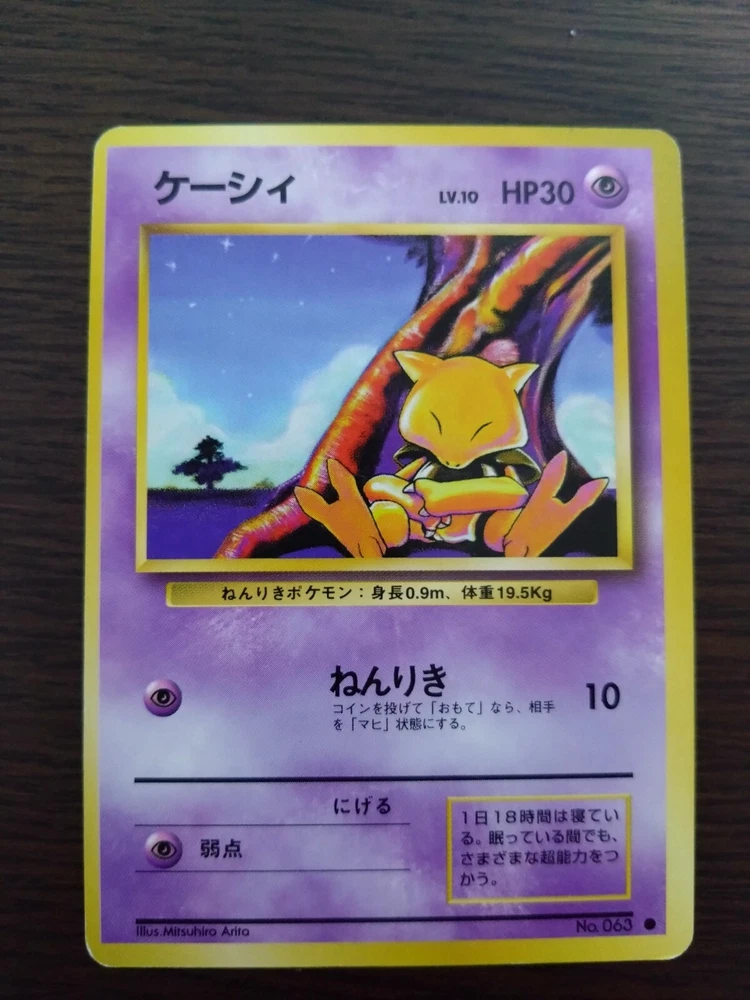 ケーシィ LV.10 HP30
ねんりきポケモン：身長0.9m、体重19.5Kg
ねんりき 10
コインを投げて「おもて」なら、相手
を「マヒ」状態にする。
にげる
弱点
1日18時間は寝てい
る。眠っている間でも、
さまざまな超能力をつ
かう。
Illus.Mitsuhiro Arita
No. 063